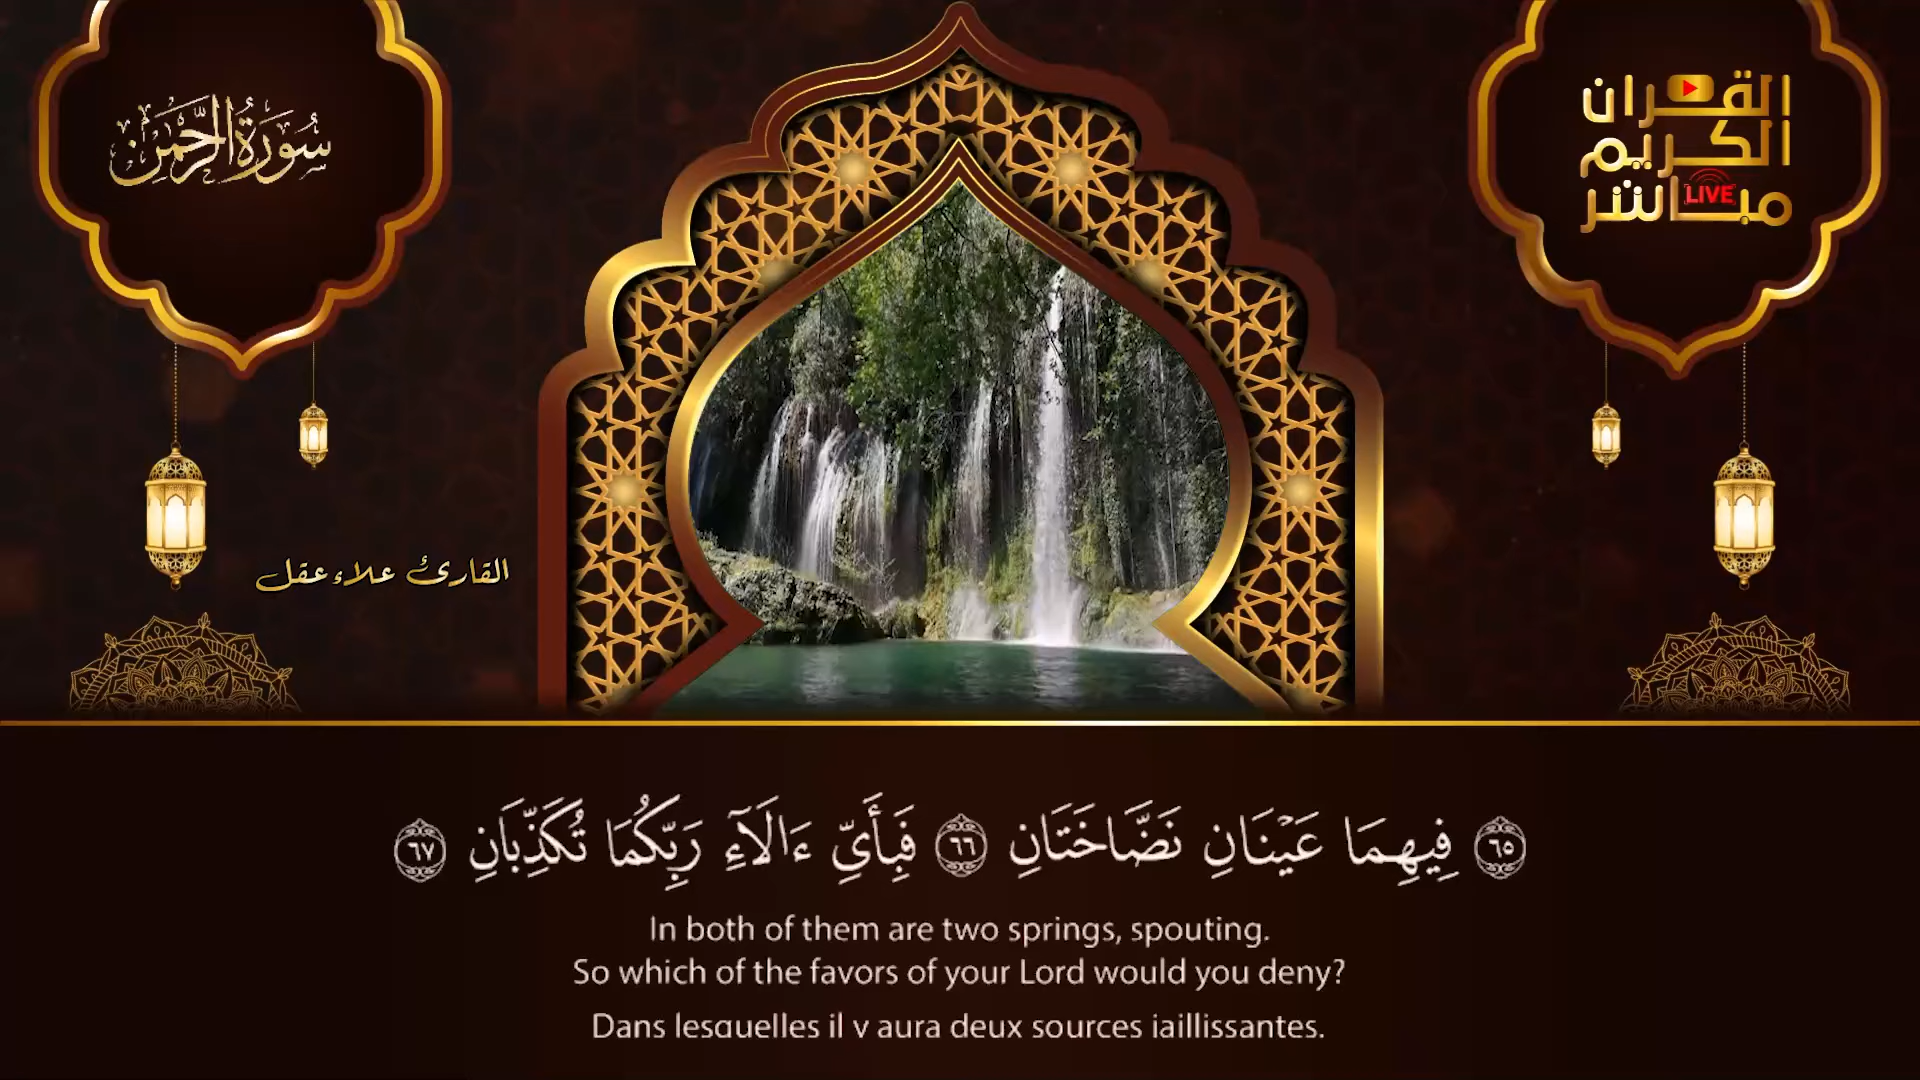 سُورَةُ الرَّحْمَٰن
القرآن
الكريم
مباشر
LIVE
القارئ علاء عقل
٦٥ فِيهِمَا عَيْنَانِ نَضَّاخَتَانِ ٦٦ فَبِأَىِّ ءَالَآءِ رَبِّكُمَا تُكَذِّبَانِ ٦٧
In both of them are two springs, spouting.
So which of the favors of your Lord would you deny?
Dans lesquelles il y aura deux sources jaillissantes.